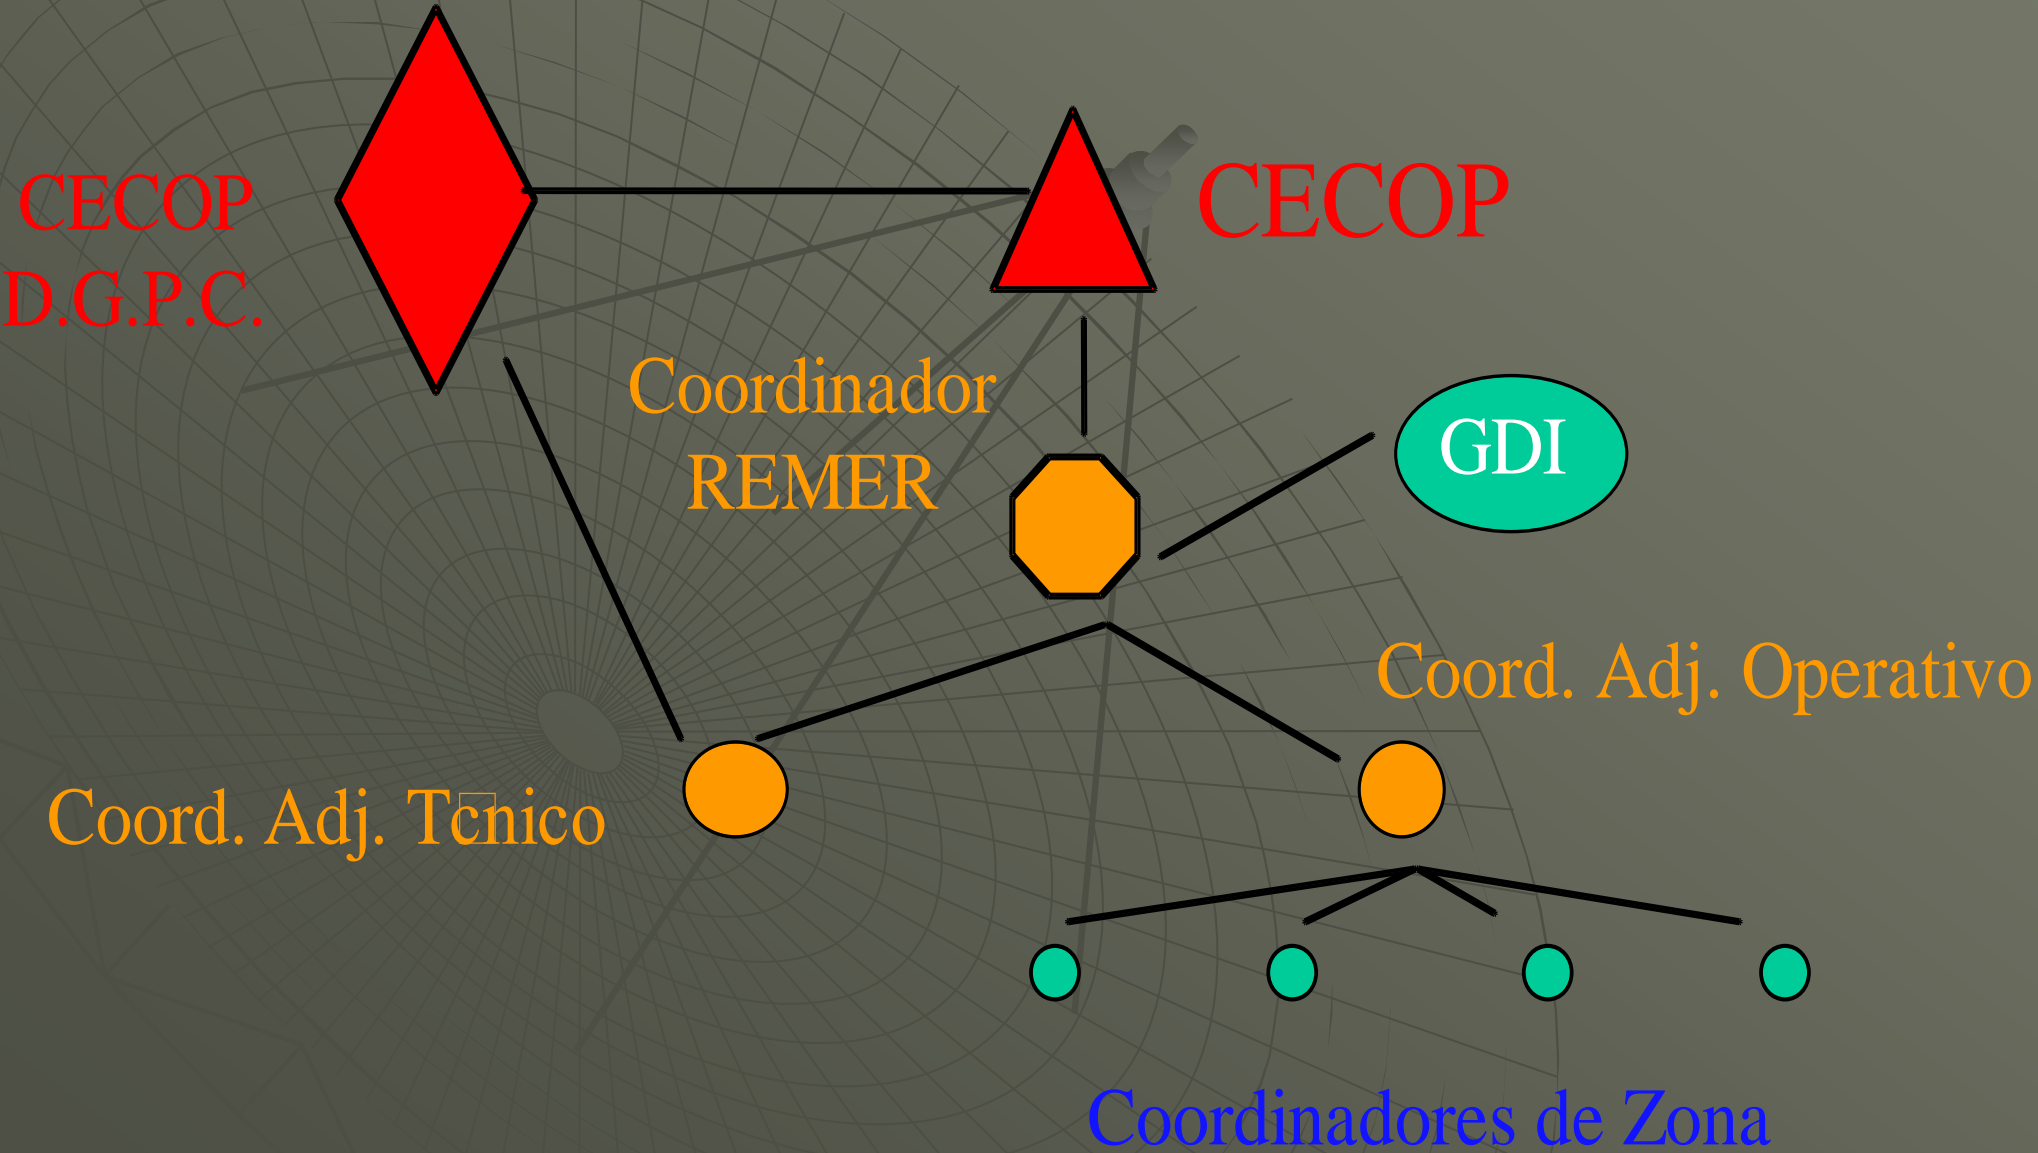 CECOP
D.G.P.C.
CECOP
Coordinador
REMER
GDI
Coord. Adj. Operativo
Coord. Adj. T□cnico
Coordinadores de Zona